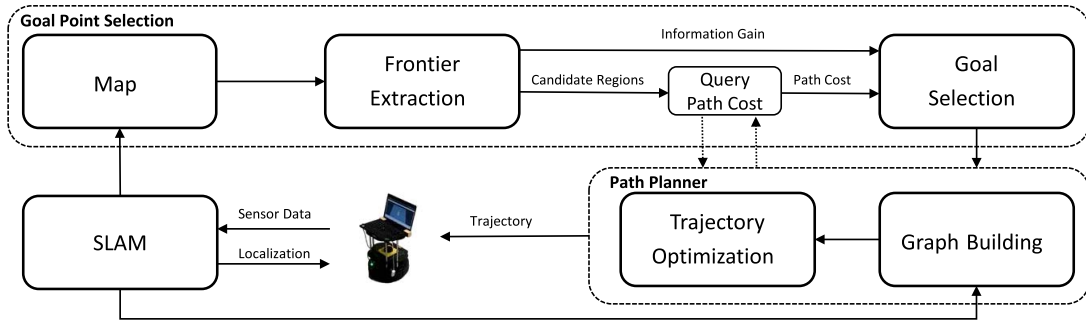 Goal Point Selection
Map
Frontier
Extraction
Information Gain
Candidate Regions
Query
Path Cost
Path Cost
Goal
Selection
Path Planner
SLAM
Sensor Data
Localization
Trajectory
Trajectory
Optimization
Graph Building